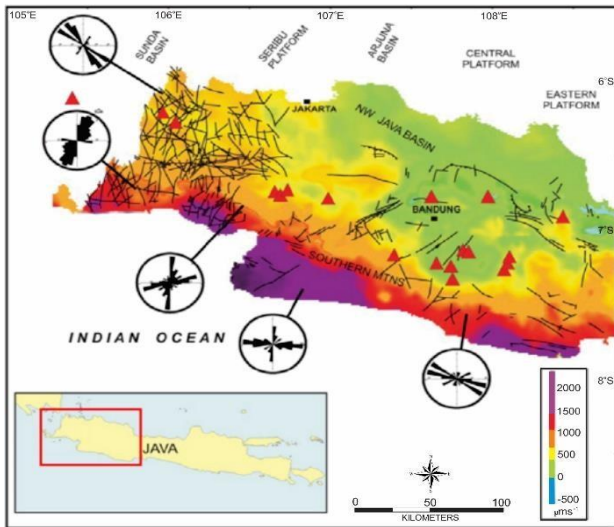 105°E
106°E
107°E
108°E
SUNDA
BASIN
SERIBU
PLATFORM
ARJUNA
BASIN
CENTRAL
PLATFORM
EASTERN
PLATFORM
6°S
JAKARTA
NW JAVA BASIN
BANDUNG
7°S
SOUTHERN MTNS
INDIAN OCEAN
8°S
JAVA
2000
1500
1000
500
0
-500
µms⁻
0
50
100
KILOMETERS